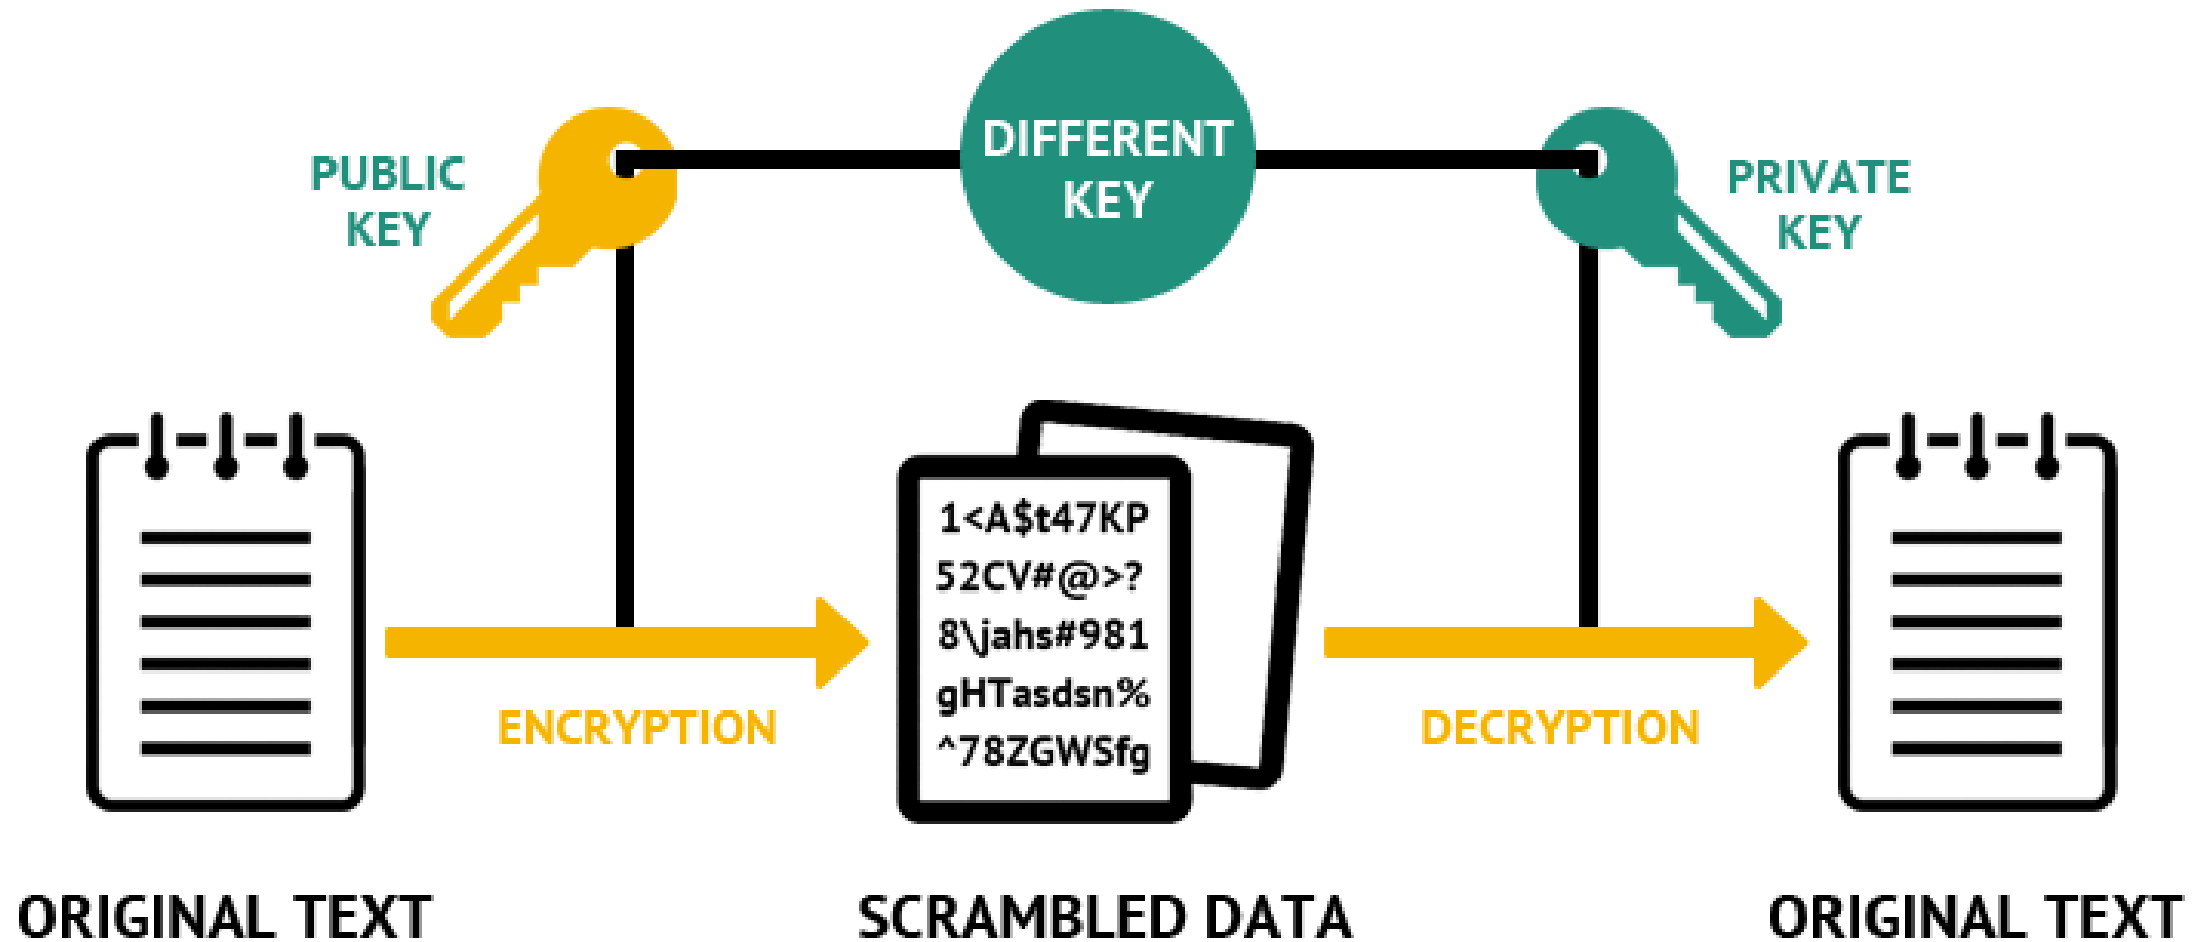 DIFFERENT
KEY
PUBLIC
KEY
PRIVATE
KEY
1<A$t47KP
52CV#@>?
8\jahs#981
gHTasdsn%
^78ZGWSfg
ENCRYPTION
DECRYPTION
ORIGINAL TEXT
SCRAMBLED DATA
ORIGINAL TEXT